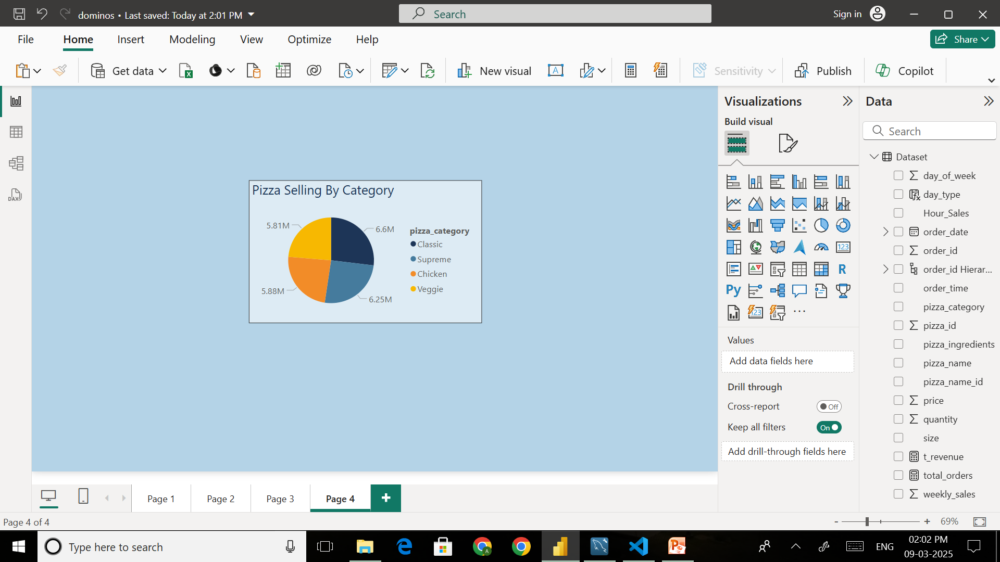 dominos • Last saved: Today at 2:01 PM
Search
Sign in
File
Home
Insert
Modeling
View
Optimize
Help
Share
Get data
New visual
Sensitivity
Publish
Copilot
Pizza Selling By Category
5.81M
6.6M
5.88M
6.25M
pizza_category
Classic
Supreme
Chicken
Veggie
Visualizations
Build visual
123
R
Py
123
Values
Add data fields here
Drill through
Cross-report
Off
Keep all filters
On
Add drill-through fields here
Data
Search
Dataset
day_of_week
day_type
Hour_Sales
order_date
order_id
order_id Hierar...
order_time
pizza_category
pizza_id
pizza_ingredients
pizza_name
pizza_name_id
price
quantity
size
t_revenue
total_orders
weekly_sales
DAX
Page 1
Page 2
Page 3
Page 4
Page 4 of 4
69%
Type here to search
ENG
02:02 PM
09-03-2025